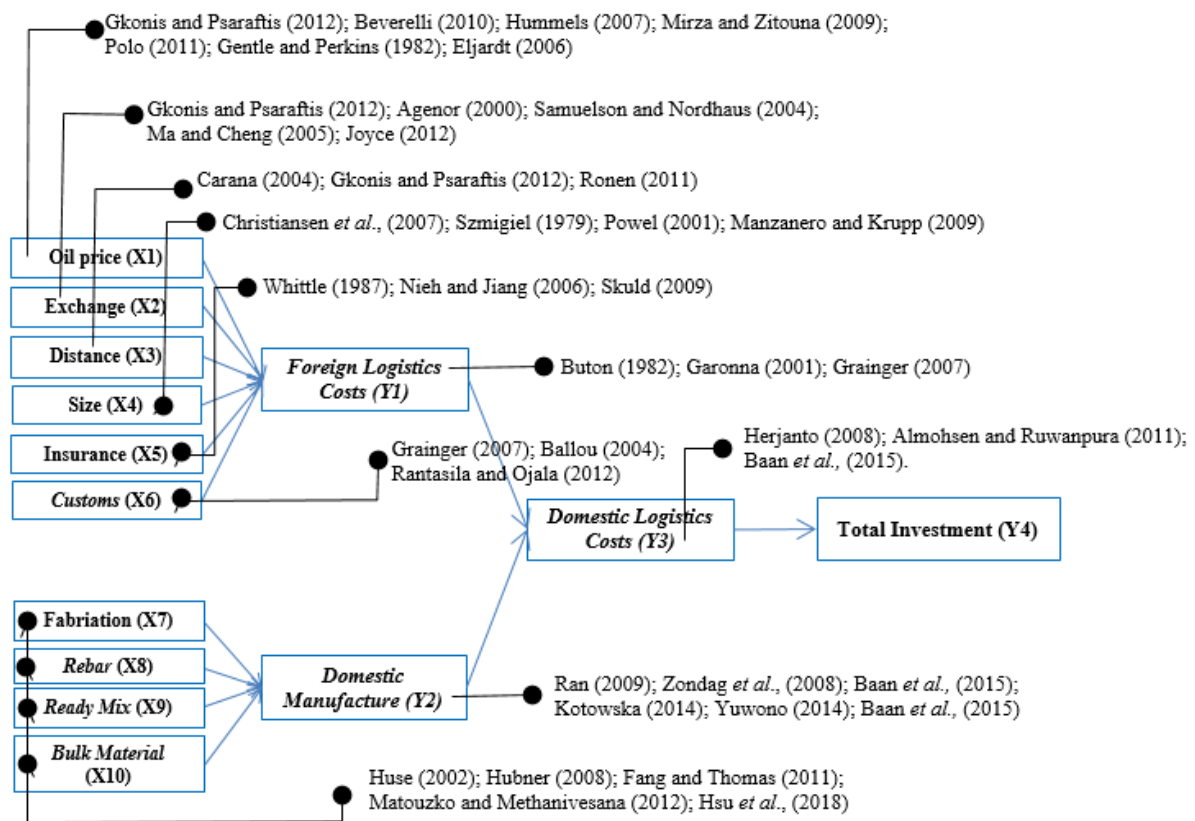 Gkonis and Psaraftis (2012); Beverelli (2010); Hummels (2007); Mirza and Zitouna (2009);
Polo (2011); Gentle and Perkins (1982); Eljardt (2006)
Gkonis and Psaraftis (2012); Agenor (2000); Samuelson and Nordhaus (2004);
Ma and Cheng (2005); Joyce (2012)
Carana (2004); Gkonis and Psaraftis (2012); Ronen (2011)
Christiansen et al., (2007); Szmigiel (1979); Powel (2001); Manzanero and Krupp (2009)
Oil price (X1)
Whittle (1987); Nieh and Jiang (2006); Skuld (2009)
Exchange (X2)
Distance (X3)
Foreign Logistics
Costs (Y1)
Buton (1982); Garonna (2001); Grainger (2007)
Size (X4)
Insurance (X5)
Grainger (2007); Ballou (2004);
Rantasila and Ojala (2012)
Herjanto (2008); Almohsen and Ruwanpura (2011);
Baan et al., (2015).
Customs (X6)
Domestic Logistics
Costs (Y3)
Total Investment (Y4)
Fabriation (X7)
Rebar (X8)
Ready Mix (X9)
Bulk Material
(X10)
Domestic
Manufacture (Y2)
Ran (2009); Zondag et al., (2008); Baan et al., (2015);
Kotowska (2014); Yuwono (2014); Baan et al., (2015)
Huse (2002); Hubner (2008); Fang and Thomas (2011);
Matouzko and Methanivesana (2012); Hsu et al., (2018)